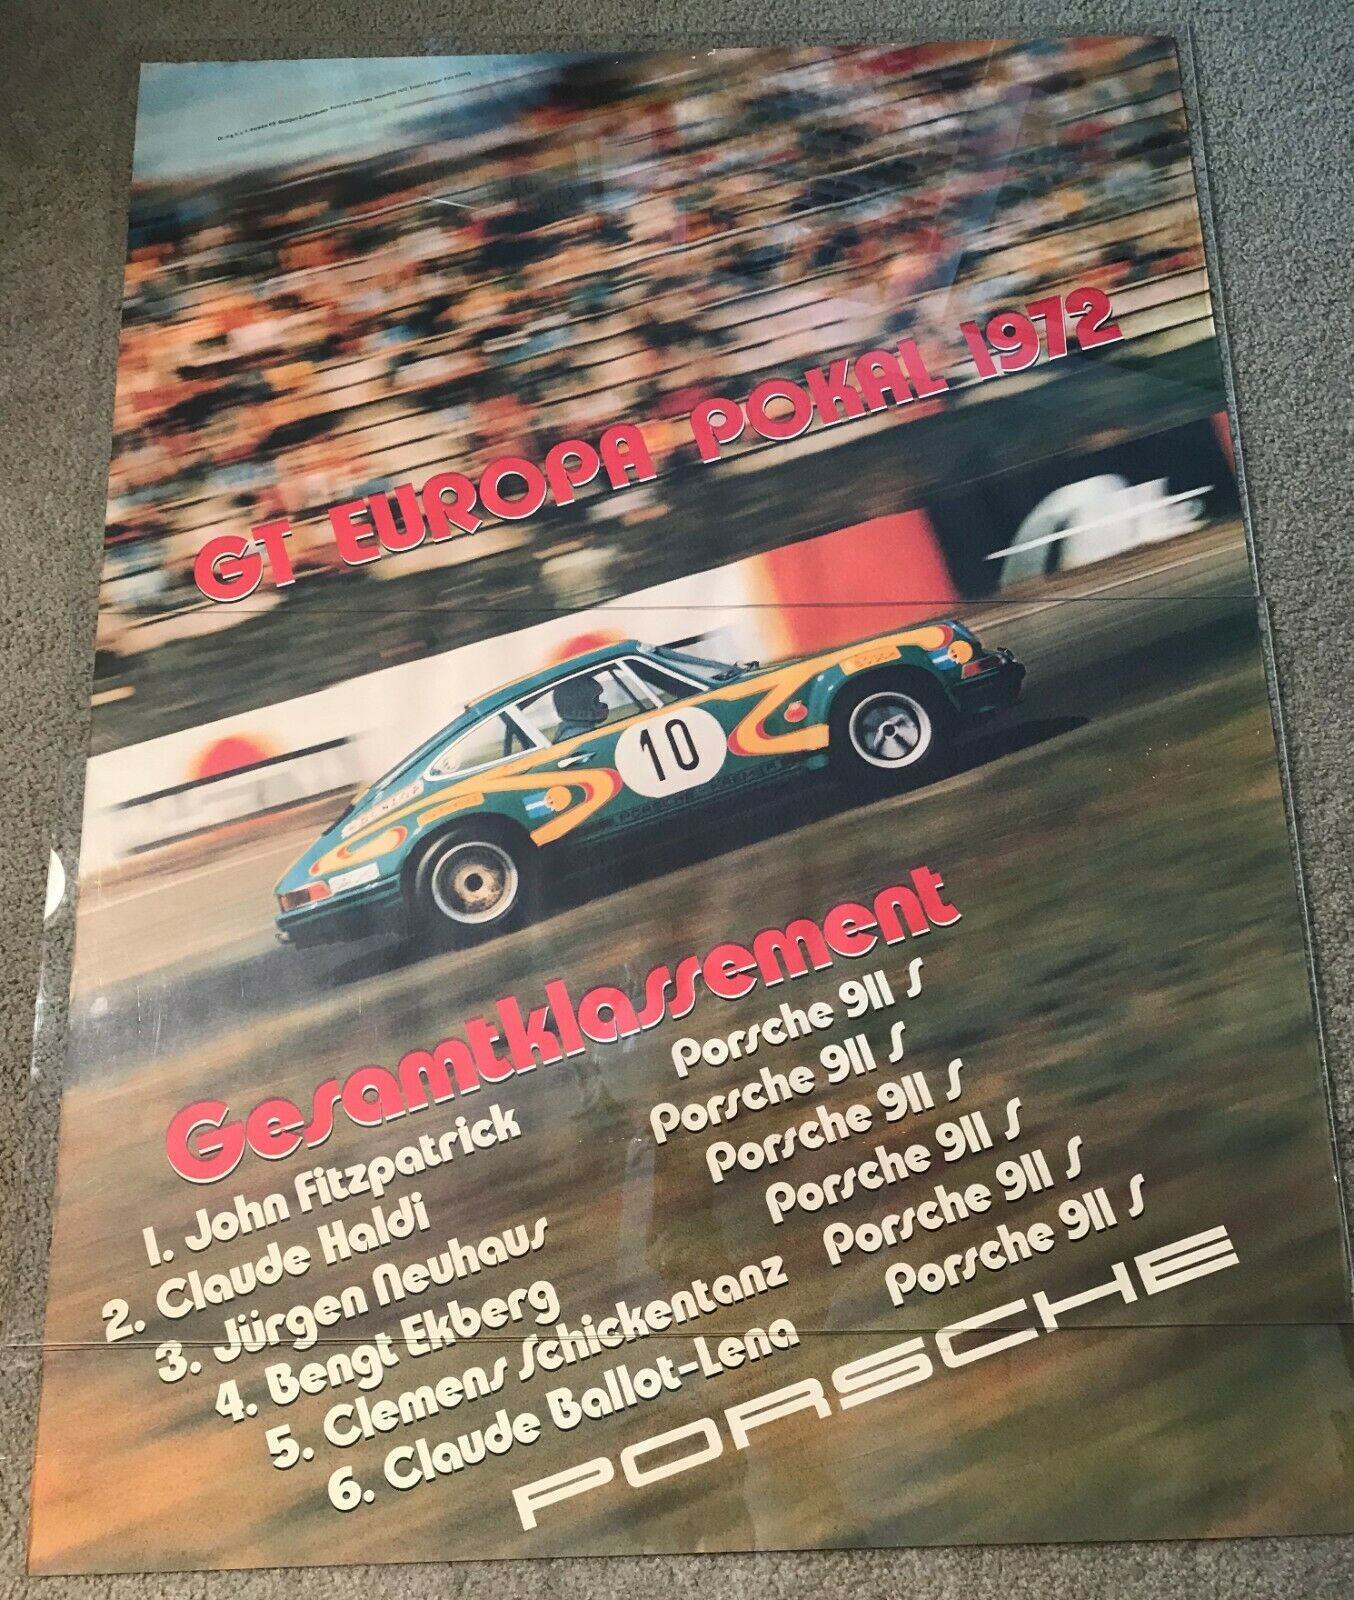 GT EUROPA POKAL 1972
10
Gesamtklassement
1. John Fitzpatrick Porsche 911 S
2. Claude Haldi Porsche 911 S
3. Jürgen Neuhaus Porsche 911 S
4. Bengt Ekberg Porsche 911 S
5. Clemens Schickentanz Porsche 911 S
6. Claude Ballot-Lena Porsche 911 S
PORSCHE